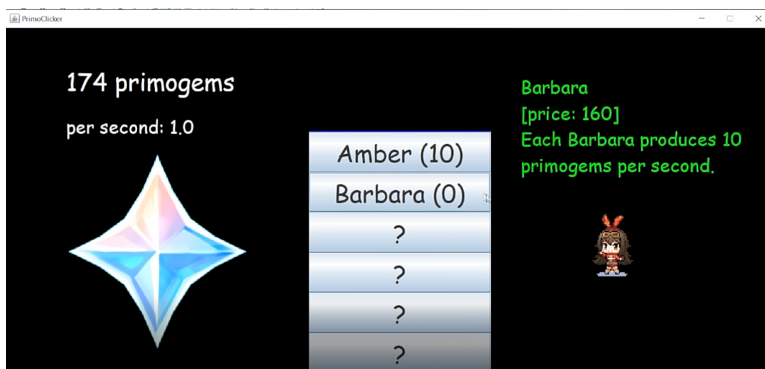 PrimoClicker
174 primogems
per second: 1.0
Amber (10)
Barbara (0)
?
?
?
?
Barbara
[price: 160]
Each Barbara produces 10
primogems per second.